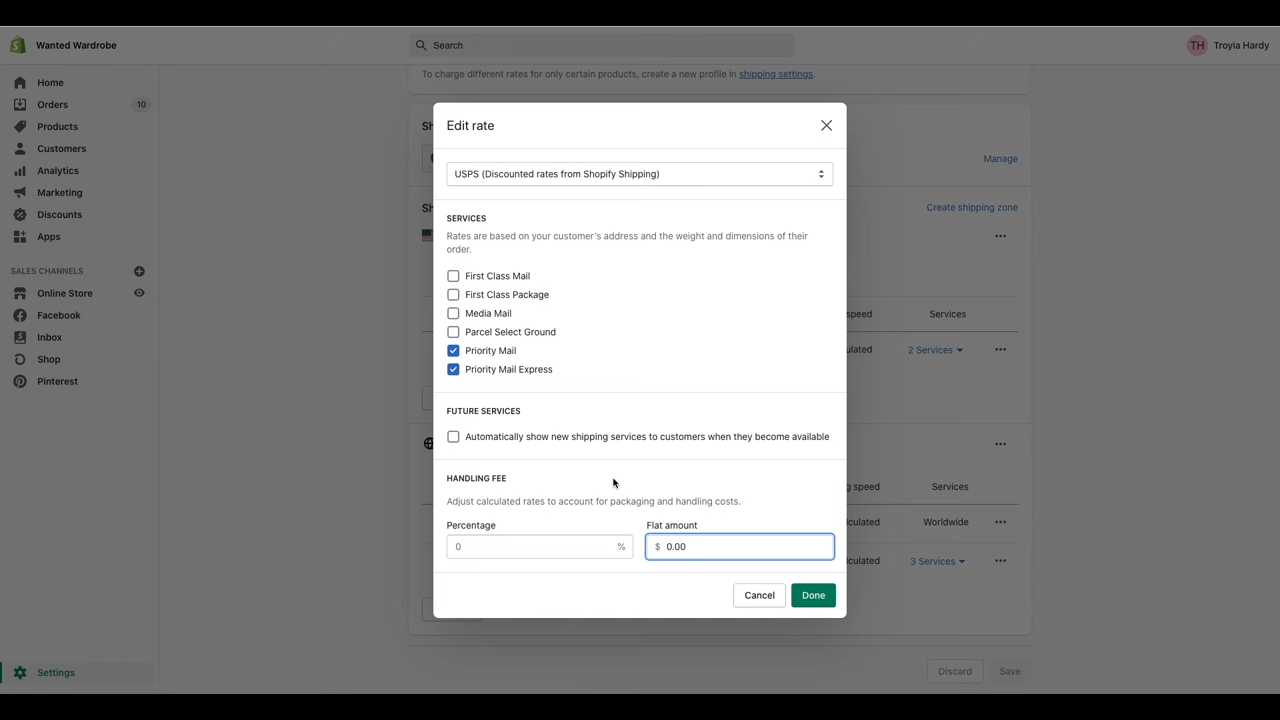 Wanted Wardrobe
Search
TH Troyia Hardy
Home
Orders 10
Products
Customers
Analytics
Marketing
Discounts
Apps
SALES CHANNELS
Online Store
Facebook
Inbox
Shop
Pinterest
Settings
To charge different rates for only certain products, create a new profile in shipping settings.
Sh
Manage
Sh
Create shipping zone
speed Services
ulated 2 Services
g speed Services
lculated Worldwide
lculated 3 Services
Discard Save
Edit rate
USPS (Discounted rates from Shopify Shipping)
SERVICES
Rates are based on your customer's address and the weight and dimensions of their
order.
First Class Mail
First Class Package
Media Mail
Parcel Select Ground
Priority Mail
Priority Mail Express
FUTURE SERVICES
Automatically show new shipping services to customers when they become available
HANDLING FEE
Adjust calculated rates to account for packaging and handling costs.
Percentage Flat amount
0 % $ 0.00
Cancel Done